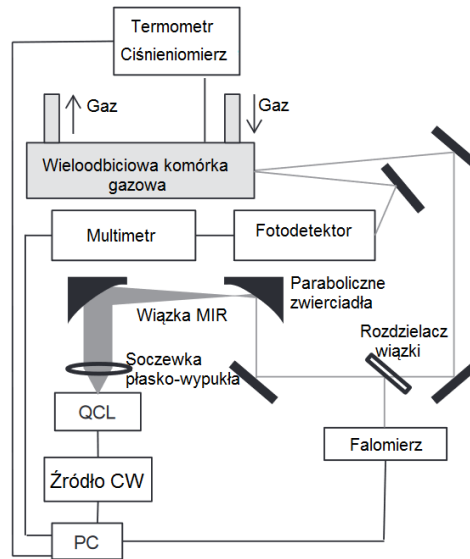 Termometr
Ciśnieniomierz
Gaz
Gaz
Wieloodbiciowa komórka
gazowa
Multimetr
Fotodetektor
Paraboliczne
zwierciadła
Wiązka MIR
Rozdzielacz
wiązki
Soczewka
płasko-wypukła
QCL
Falomierz
Źródło CW
PC